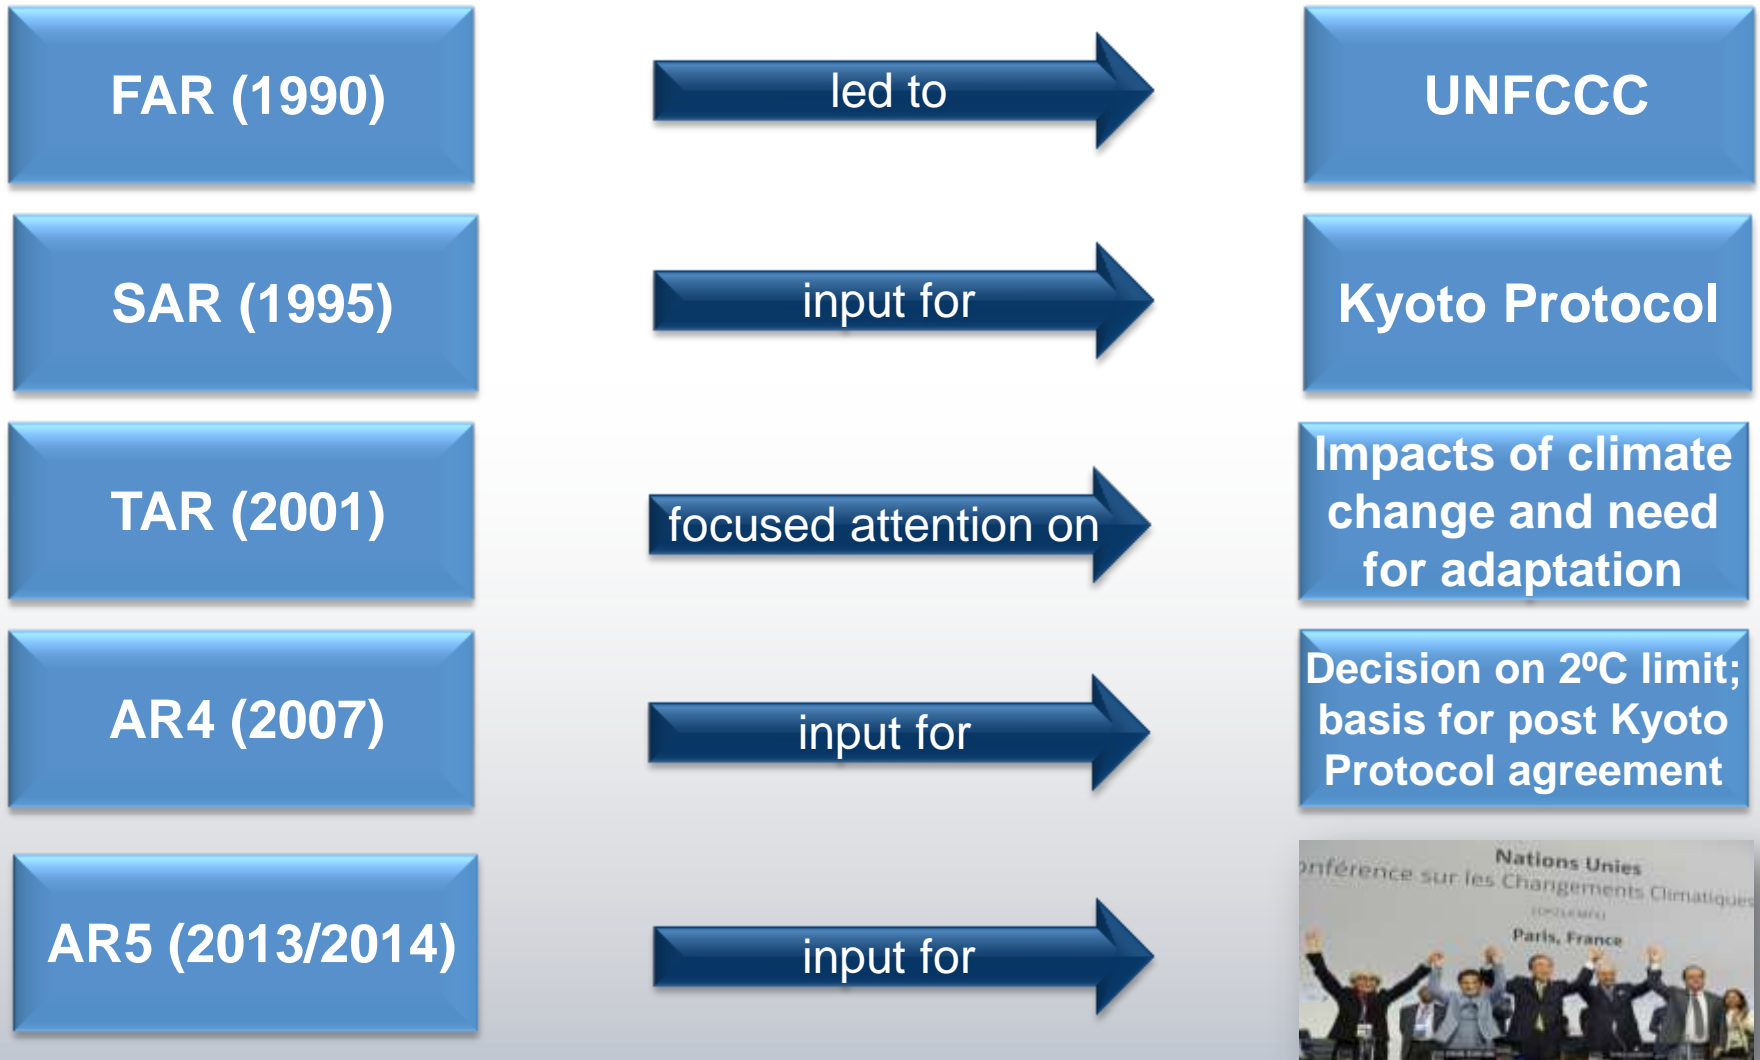 FAR (1990)
led to
UNFCCC
SAR (1995)
input for
Kyoto Protocol
TAR (2001)
focused attention on
Impacts of climate
change and need
for adaptation
AR4 (2007)
input for
Decision on 2ºC limit;
basis for post Kyoto
Protocol agreement
AR5 (2013/2014)
input for
Nations Unies
onférence sur les Changements Climatiques
Paris, France